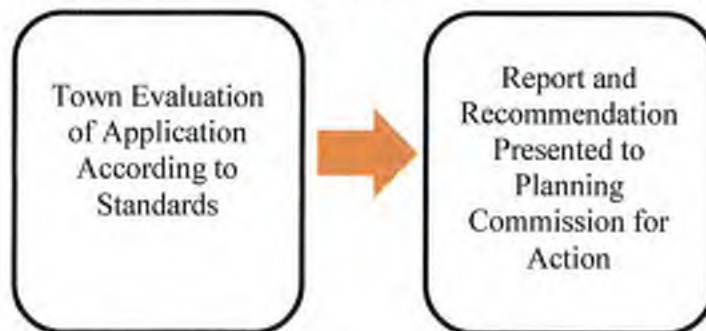 Town Evaluation
of Application
According to
Standards
Report and
Recommendation
Presented to
Planning
Commission for
Action